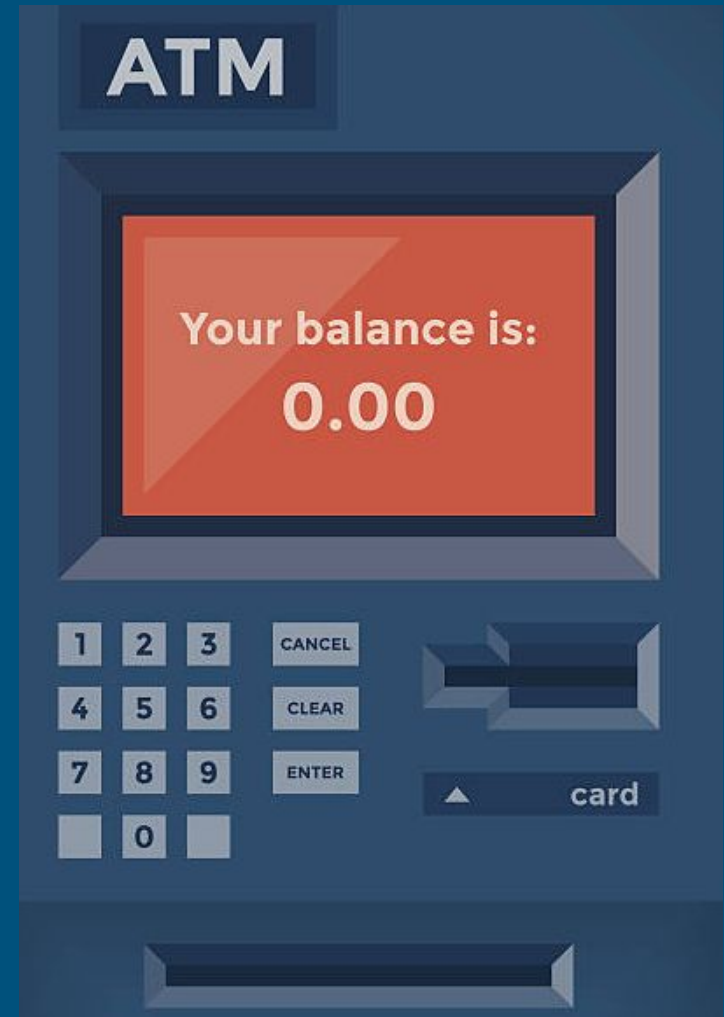 ATM
Your balance is:
0.00
1 2 3 CANCEL
4 5 6 CLEAR
7 8 9 ENTER
card
0